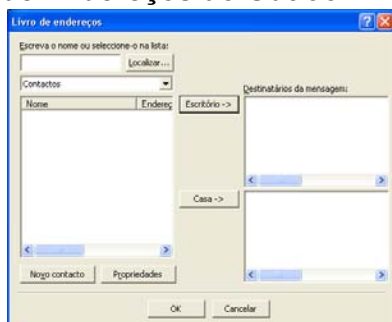 Livro de endereços
Escreva o nome ou seleccione-o na lista:
Localizar...
Contactos
Destinatários da mensagem:
Nome Endereç Escritório ->
Casa ->
Novo contacto Propriedades
OK Cancelar